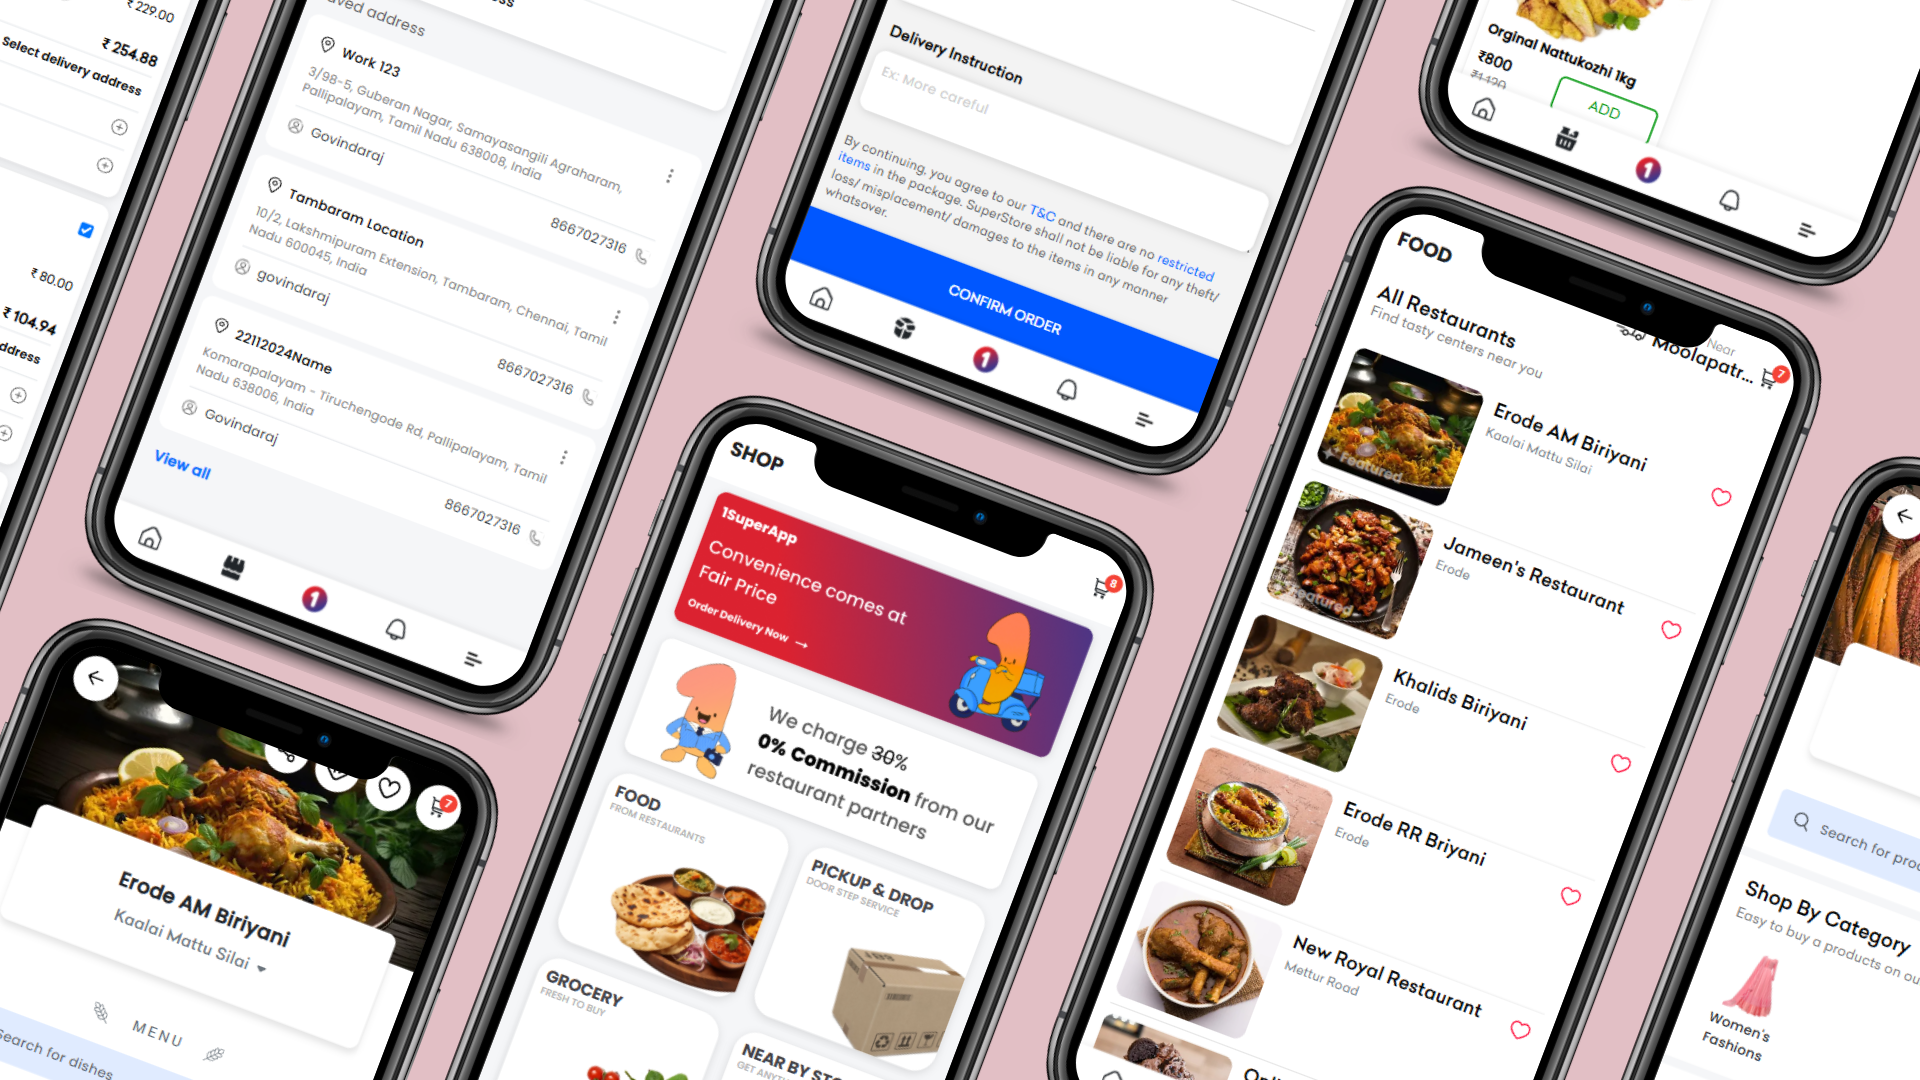 ₹ 229.00
₹ 254.88
Select delivery address
₹ 80.00
₹ 104.94
address
Work 123
3/98-5, Guberan Nagar, Samayasangili Agraharam,
Pallipalayam, Tamil Nadu 638008, India
Govindaraj
8667027316
Tambaram Location
10/2, Lakshmipuram Extension, Tambaram, Chennai, Tamil
Nadu 600045, India
govindaraj
8667027316
22112024Name
Komarapalayam - Tiruchengode Rd, Pallipalayam, Tamil
Nadu 638006, India
Govindaraj
8667027316
View all
1
7
Erode AM Biriyani
Kaalai Mattu Silai
MENU
Search for dishes
Delivery Instruction
Ex: More careful
By continuing, you agree to our T&C and there are no restricted
items in the package. SuperStore shall not be liable for any theft/
loss/ misplacement/ damages to the items in any manner
whatsover.
CONFIRM ORDER
1
SHOP
8
1SuperApp
Convenience comes at
Fair Price
Order Delivery Now →
We charge 30%
0% Commission from our
restaurant partners
FOOD
FROM RESTAURANTS
PICKUP & DROP
DOOR STEP SERVICE
GROCERY
FRESH TO BUY
NEAR BY STO
GET ANYTH
Orginal Nattukozhi 1kg
₹800
₹1120
ADD
1
FOOD
Near
Moolapatr...
7
All Restaurants
Find tasty centers near you
Featured
Erode AM Biriyani
Kaalai Mattu Silai
Featured
Jameen's Restaurant
Erode
Khalids Biriyani
Erode
Erode RR Briyani
Erode
New Royal Restaurant
Mettur Road
Search for prod
Shop By Category
Easy to buy a products on ou
Women's
Fashions